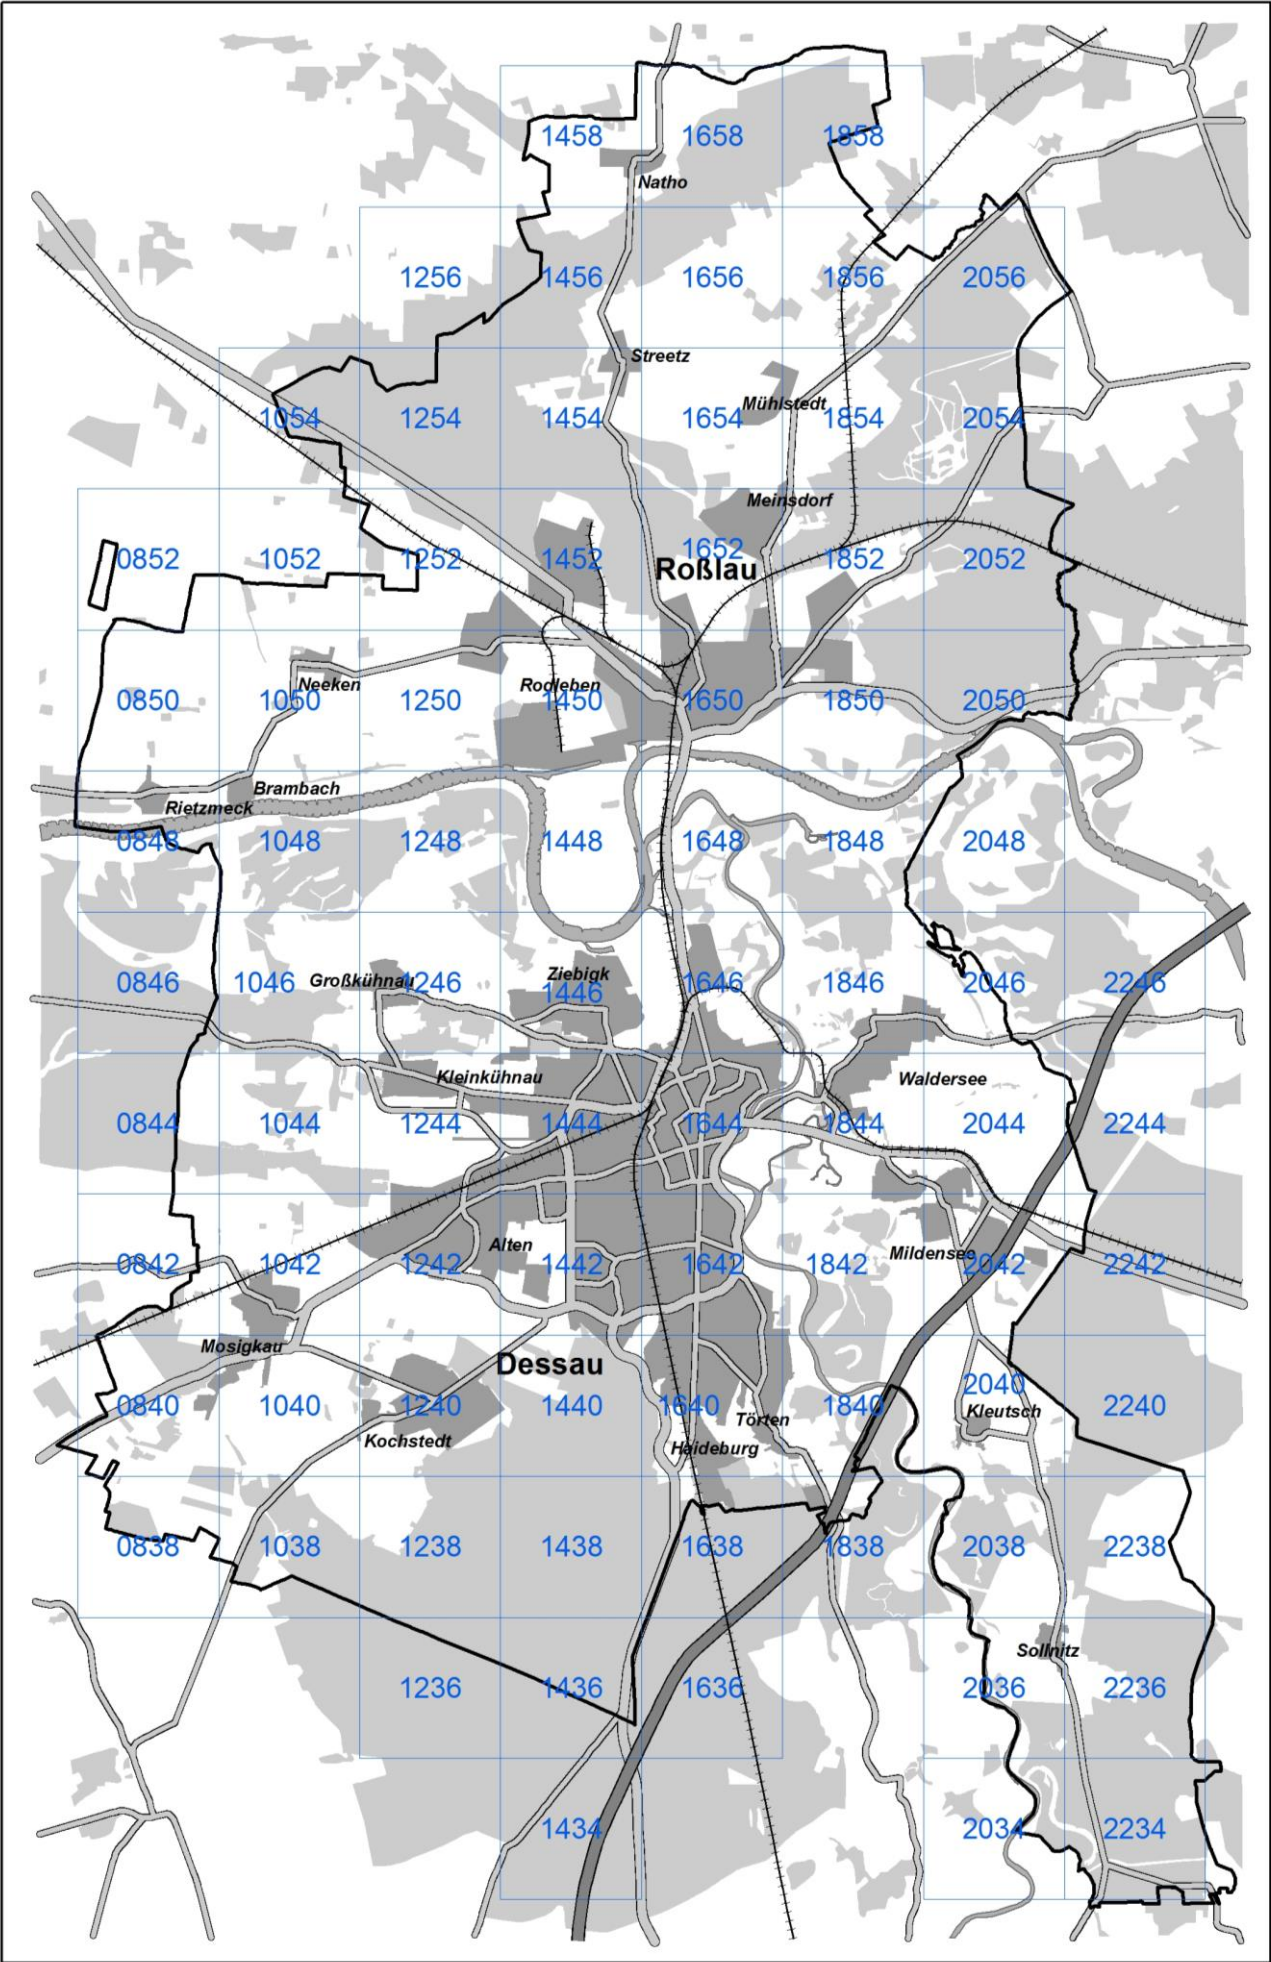 1458 1658 1858
Natho
1256 1456 1656 1856 2056
Streetz
Mühlstedt
1054 1254 1454 1654 1854 2054
Meinsdorf
0852 1052 1252 1452 1652 1852 2052
Roßlau
Neeken Rodleben
0850 1050 1250 1450 1650 1850 2050
Brambach
Rietzmeck
0848 1048 1248 1448 1648 1848 2048
Großkühnau Ziebigk
0846 1046 1246 1446 1646 1846 2046 2246
Kleinkühnau Waldersee
0844 1044 1244 1444 1644 1844 2044 2244
Alten Mildensee
0842 1042 1242 1442 1642 1842 2042 2242
Mosigkau
Dessau
0840 1040 1240 1440 1640 1840 2040 2240
Kochstedt Törten Kleutsch
Haideburg
0838 1038 1238 1438 1638 1838 2038 2238
Sollnitz
1236 1436 1636 2036 2236
1434 2034 2234